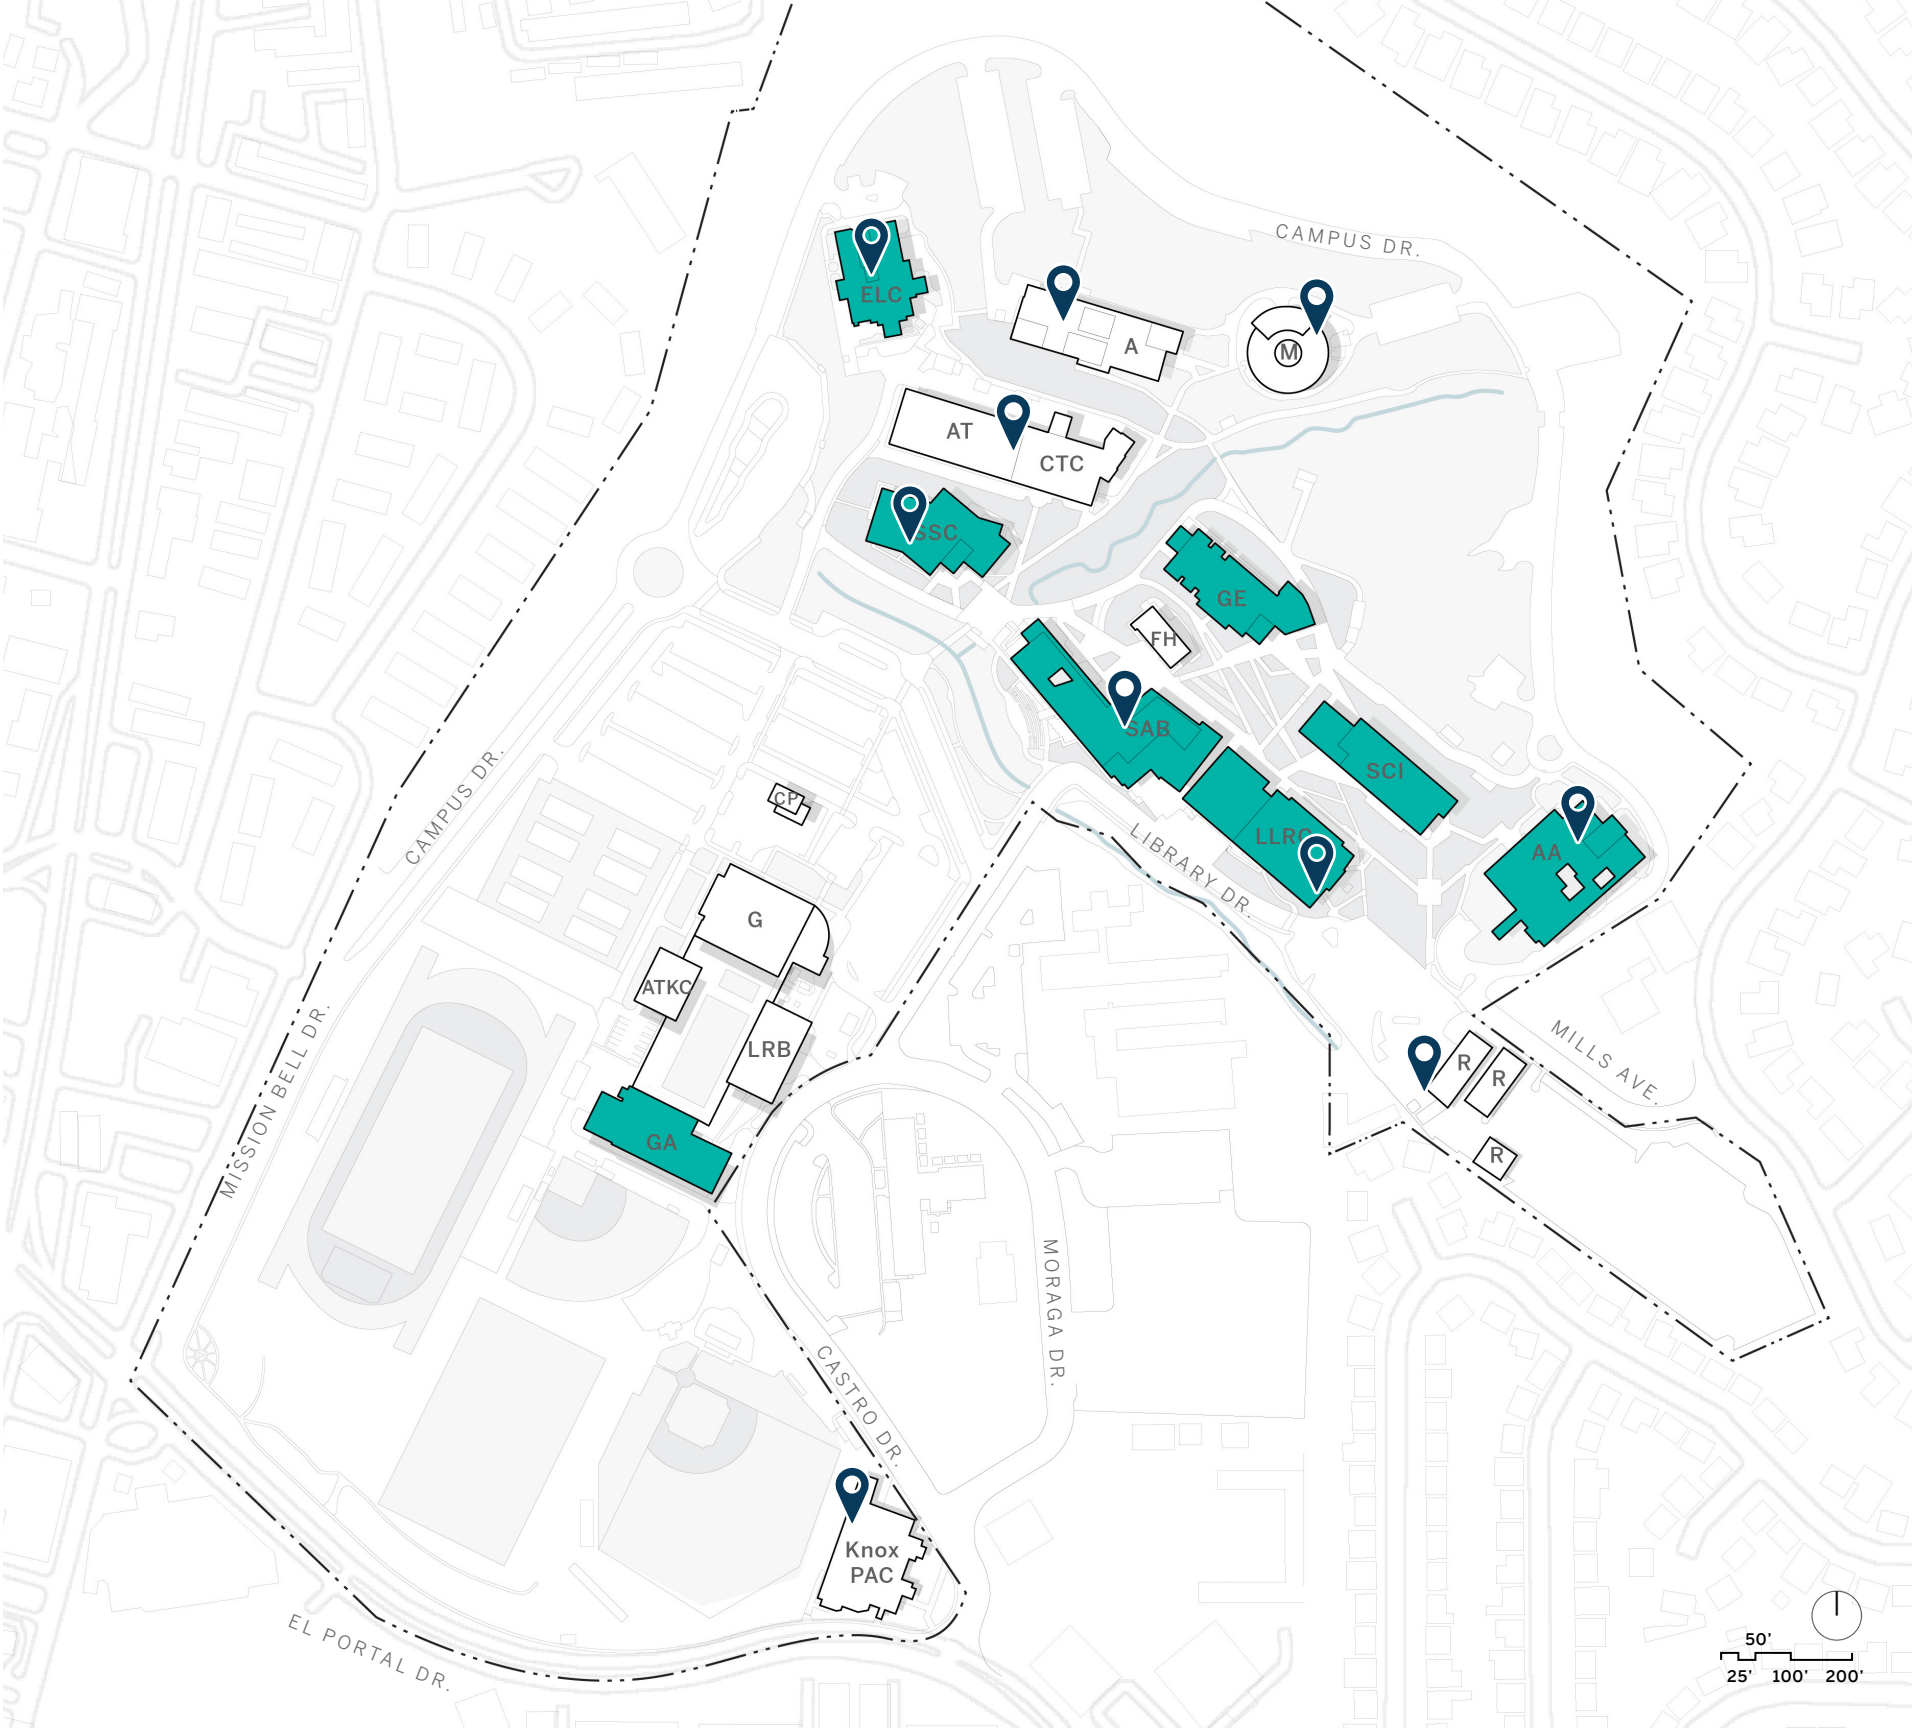 CAMPUS DR.
ELC
A
M
AT
CTC
SSC
GE
FH
SAB
SCI
CAMPUS DR.
CP
LLRC
LIBRARY DR.
AA
G
ATKC
LRB
MISSION BELL DR.
MILLS AVE.
R
R
R
GA
MORAGA DR.
CASTRO DR.
Knox
PAC
EL PORTAL DR.
50'
25' 100' 200'